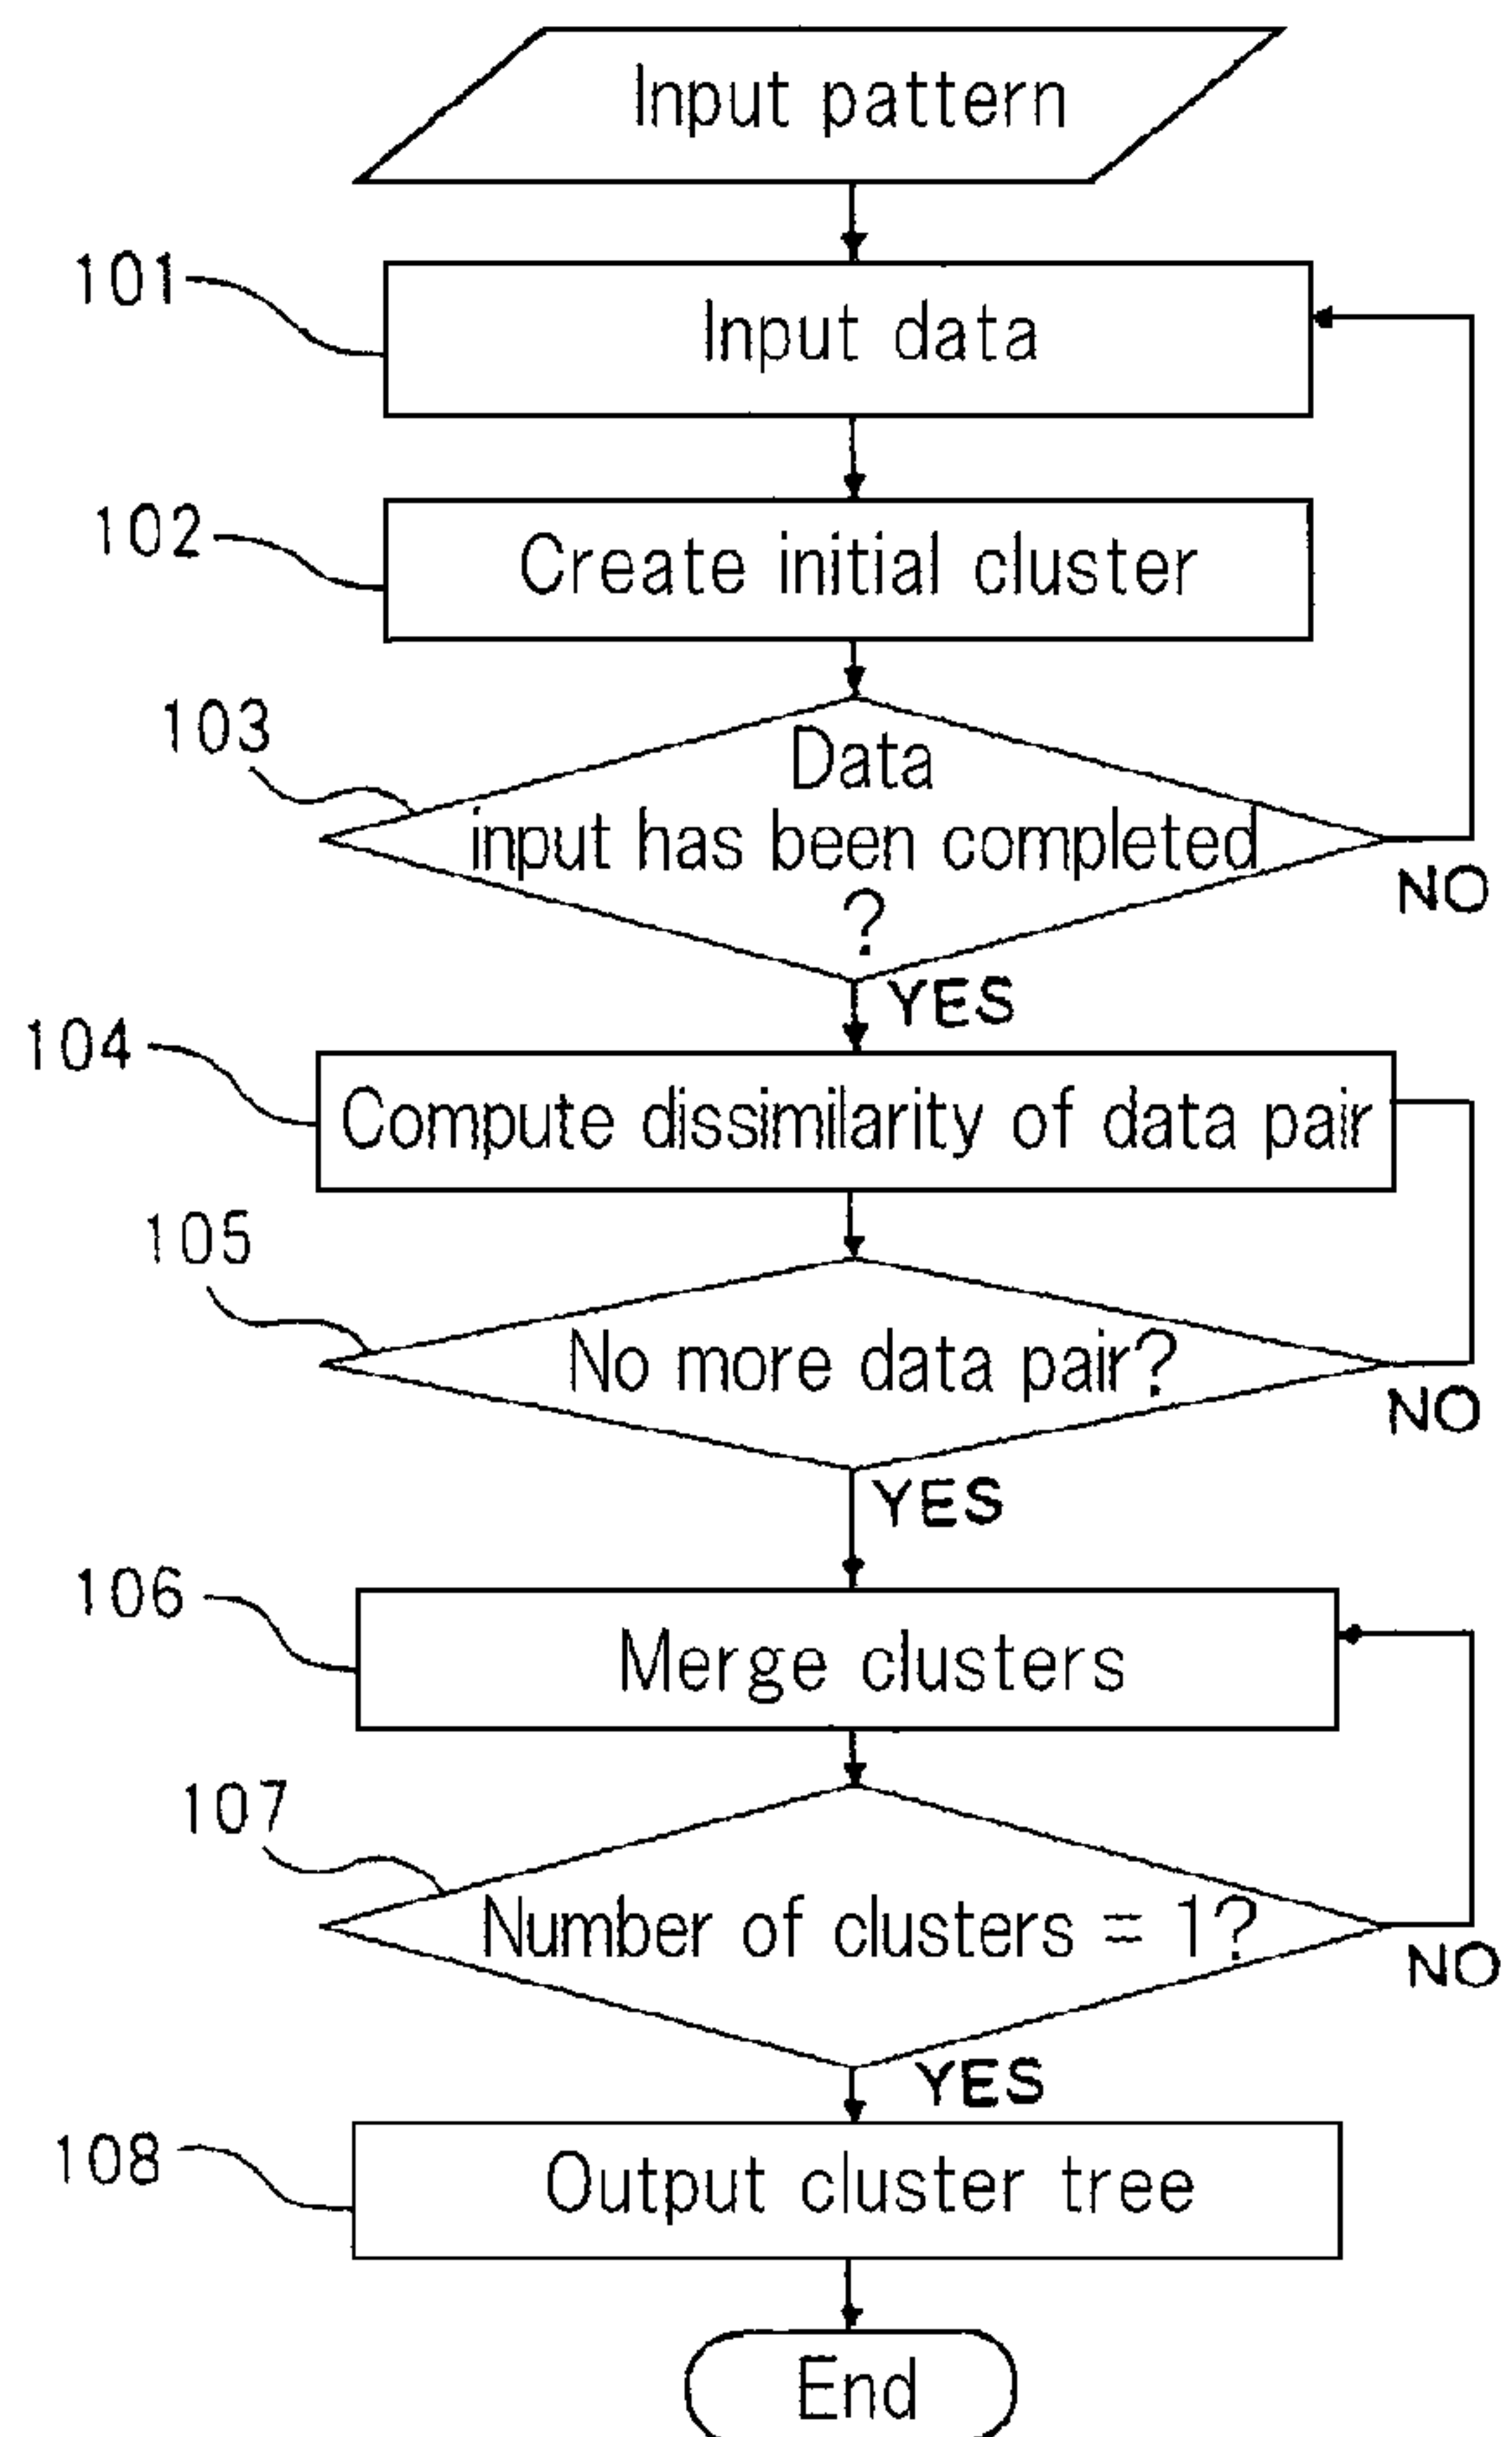 Input pattern
101
Input data
102
Create initial cluster
103
Data
input has been completed
?
NO
YES
104
Compute dissimilarity of data pair
105
No more data pair?
NO
YES
106
Merge clusters
107
Number of clusters = 1?
NO
YES
108
Output cluster tree
End